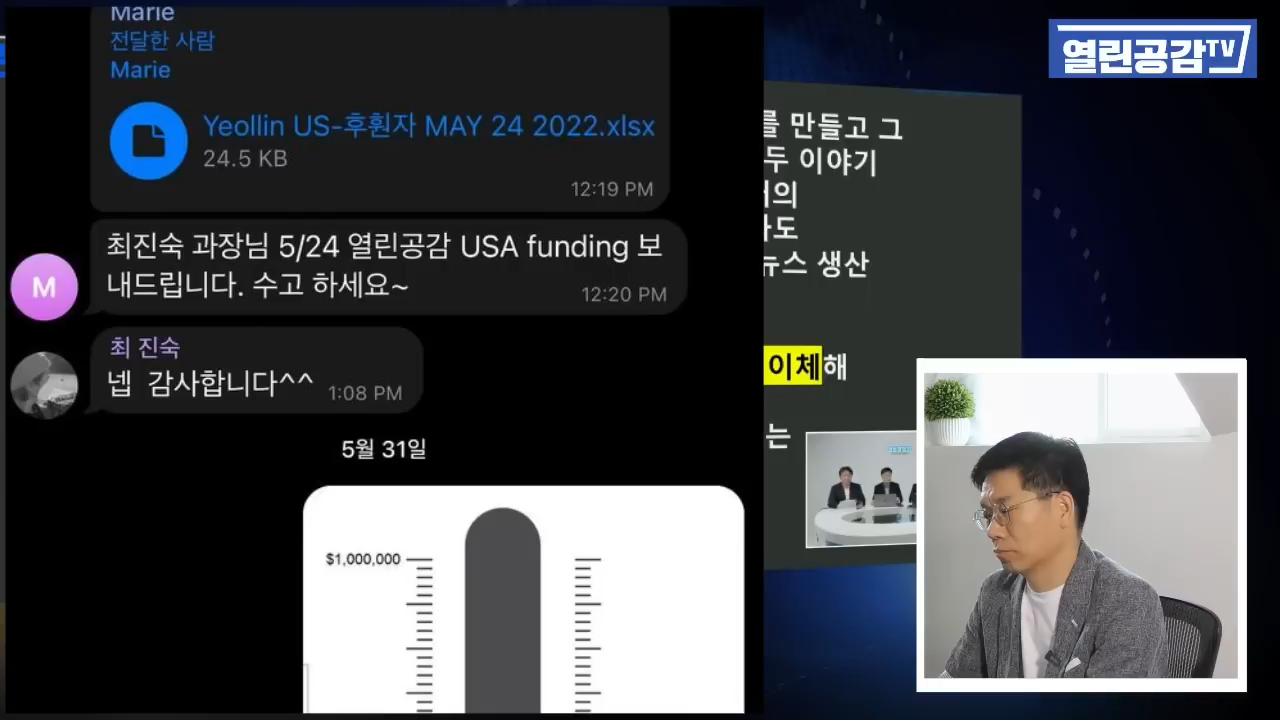 Marie
전달한 사람
Marie
Yeollin US-후훤자 MAY 24 2022.xlsx
24.5 KB
12:19 PM
최진숙 과장님 5/24 열린공감 USA funding 보
내드립니다. 수고 하세요~
12:20 PM
M
최 진숙
넵 감사합니다^^
1:08 PM
5월 31일
$1,000,000
열린공감TV
를 만들고 그
두 이야기
의
도
뉴스 생산
이체해
는